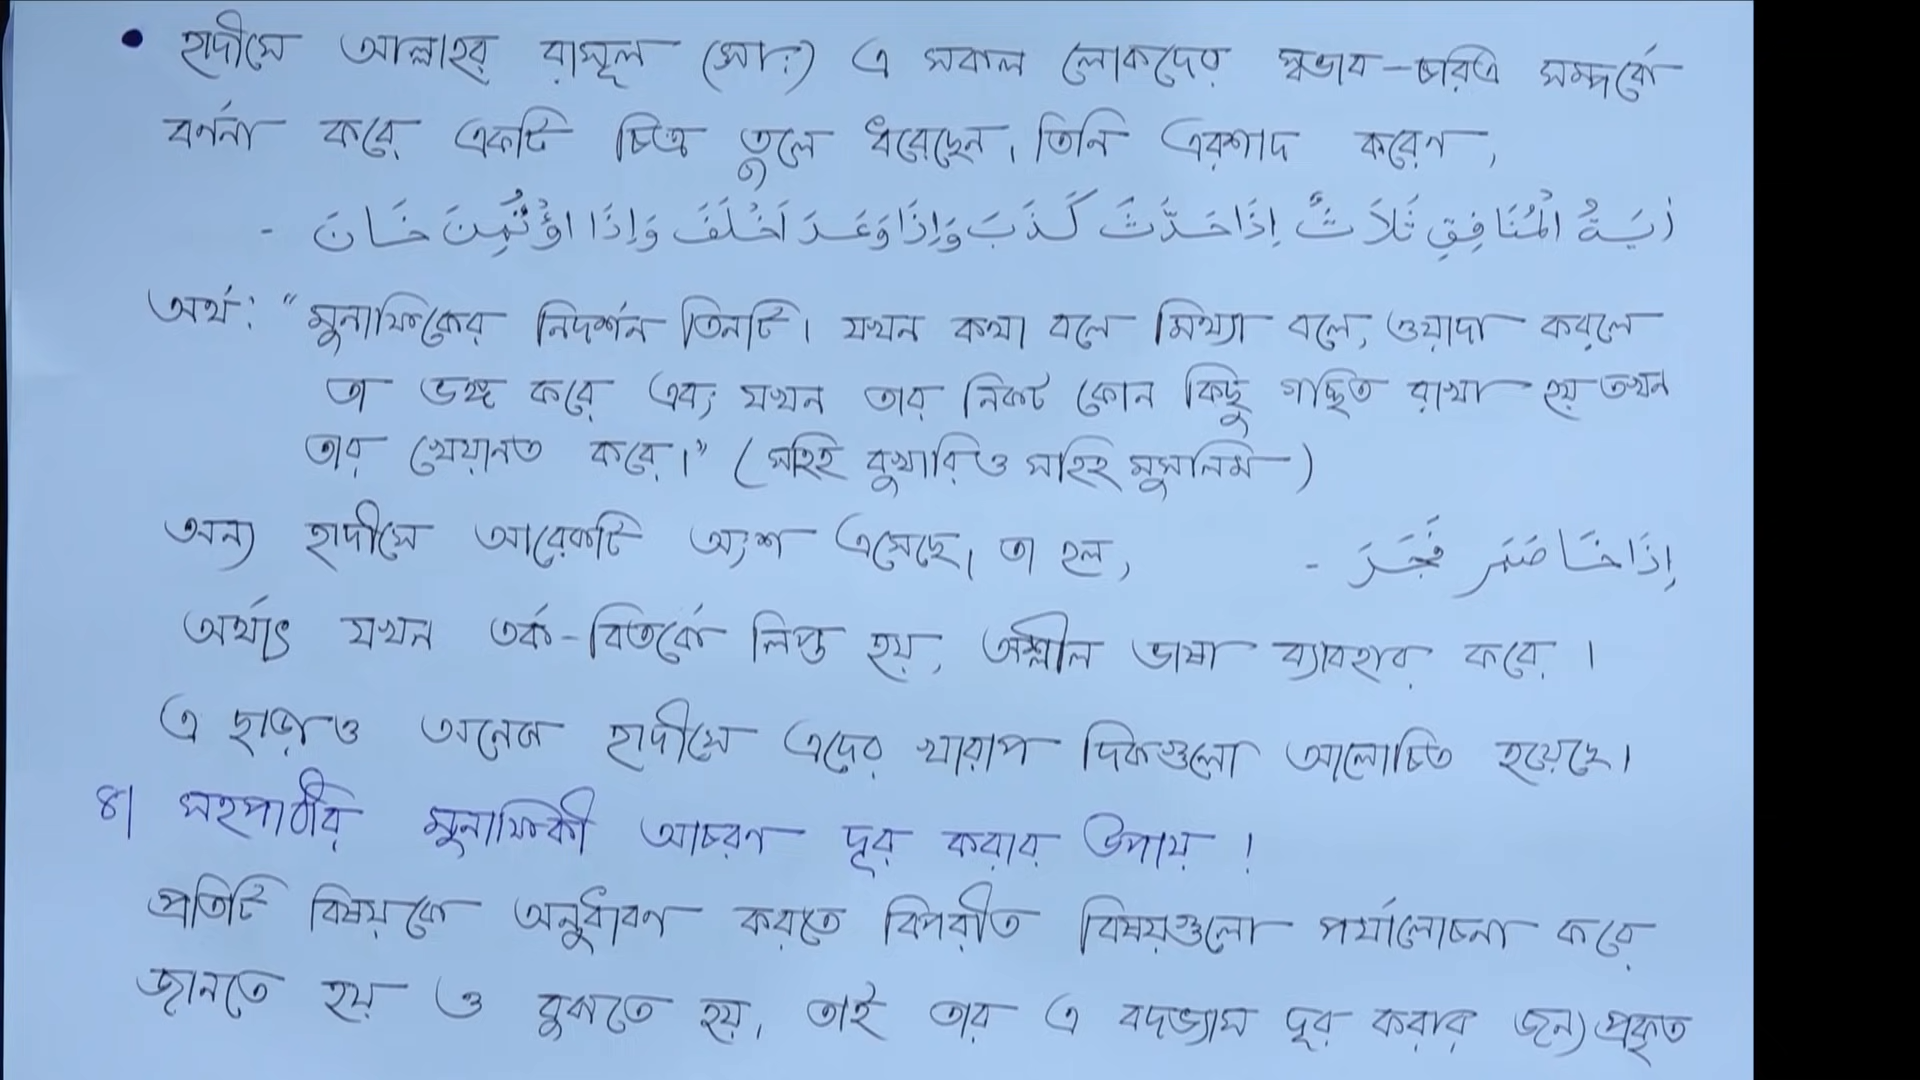 • হাদীসে আল্লাহর রাসূল (সা:) এ সকল লোকদের স্বভাব-চরিত্র সম্পর্কে
বর্ণনা করে একটি চিত্র তুলে ধরেছেন। তিনি এরশাদ করেন,
اٰيَةُ الْمُنَافِقِ ثَلَاثٌ اِذَا حَدَّثَ كَذَبَ وَاِذَا وَعَدَ اَخْلَفَ وَاِذَا اؤْتُمِنَ خَانَ -
অর্থ: "মুনাফিকের নিদর্শন তিনটি। যখন কথা বলে মিথ্যা বলে, ওয়াদা করলে
তা ভঙ্গ করে এবং যখন তার নিকট কোন কিছু গচ্ছিত রাখা হয় তখন
তার খেয়ানত করে।" (সহিহ বুখারি ও সহিহ মুসলিম)
অন্য হাদীসে আরেকটি অংশ এসেছে। তা হল, اِذَا خَاصَمَ فَجَرَ -
অর্থাৎ যখন তর্ক-বিতর্কে লিপ্ত হয়, অশ্লীল ভাষা ব্যাবহার করে।
এ ছাড়াও অনেক হাদীসে এদের খারাপ দিকগুলো আলোচিত হয়েছে।
৪। সহপাঠীর মুনাফিকী আচরণ দূর করার উপায়!
প্রতিটি বিষয়কে অনুধাবণ করতে বিপরীত বিষয়গুলো পর্যালোচনা করে
জানতে হয় ও বুঝতে হয়। তাই তার এ বদভ্যাস দূর করার জন্য প্রকৃত